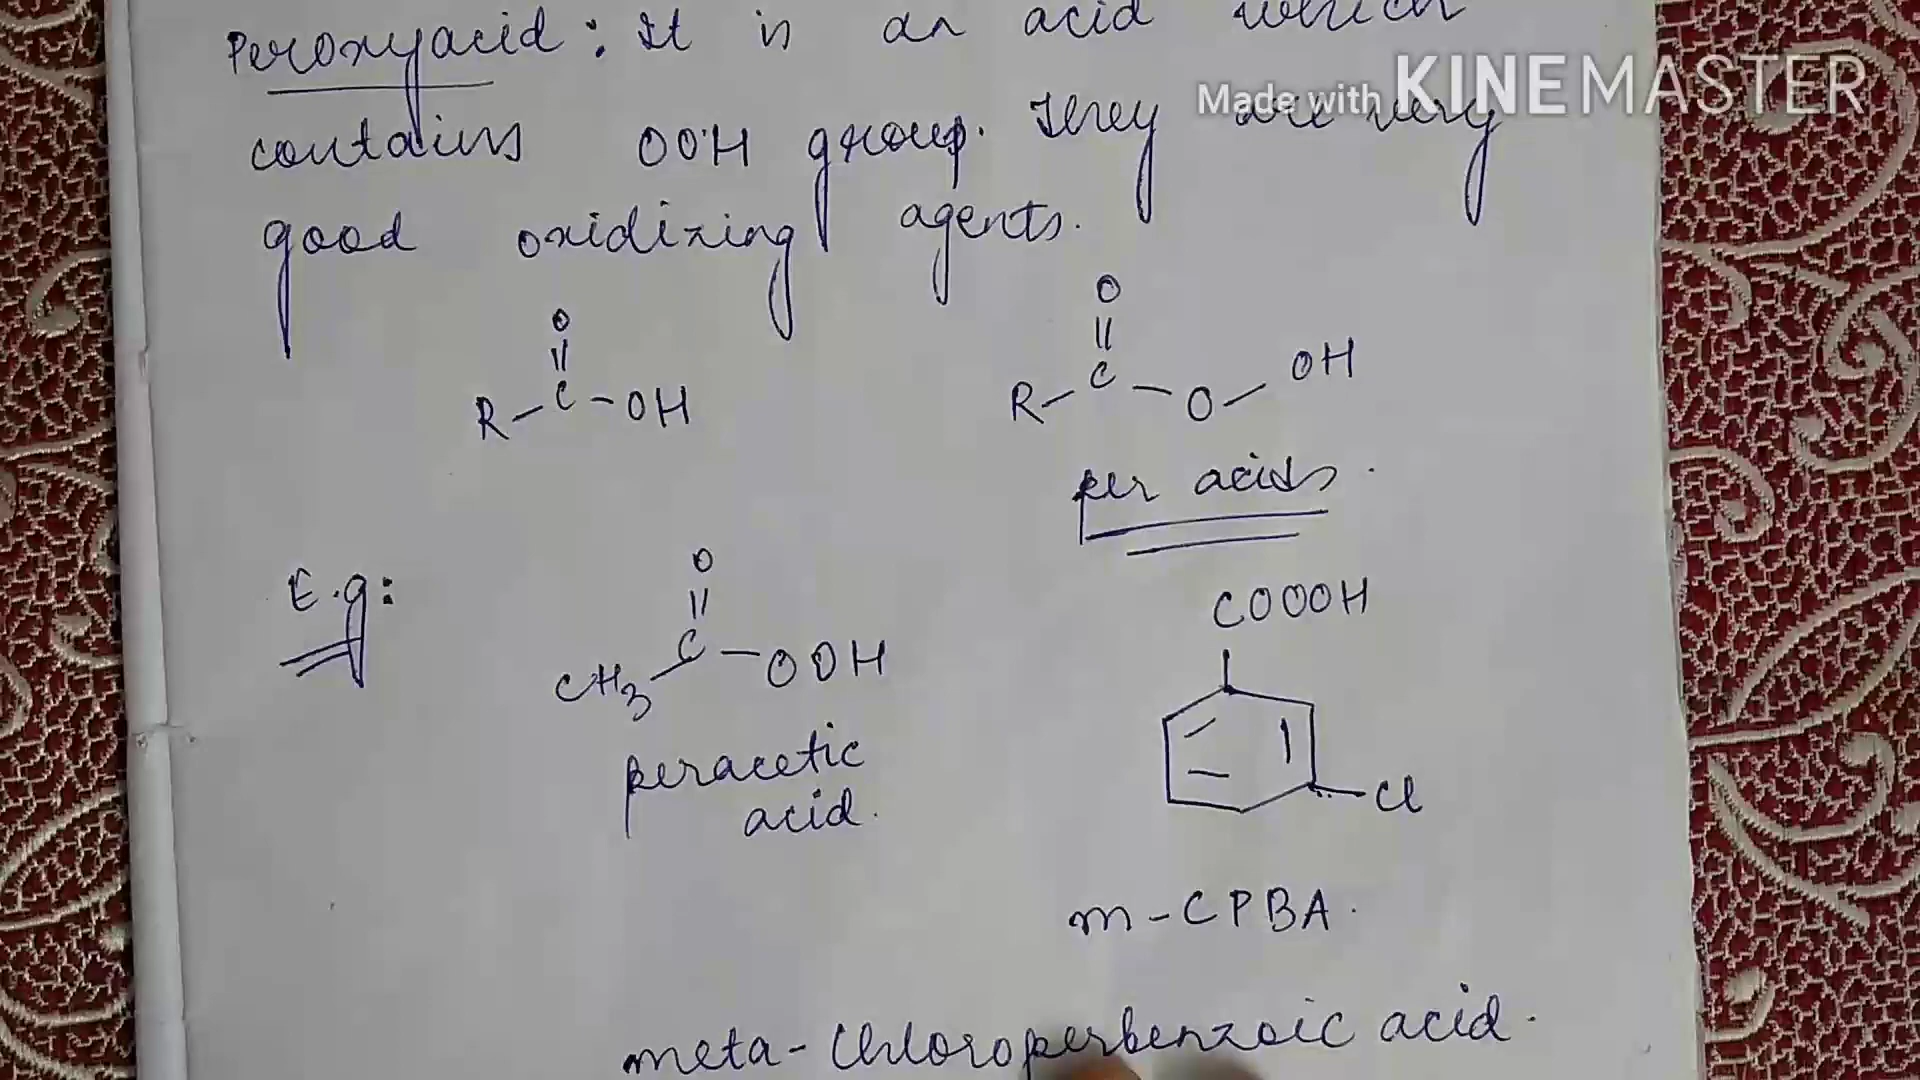 Peroxyacid : It is an acid which
Made with KINEMASTER
contains OOH group. They are very
good oxidizing agents.
O
||
R-C-OH
O
||
R-C-O-OH
per acids.
E.g:
O
||
CH3-C-OOH
peracetic
acid.
COOOH
Cl
m-CPBA.
meta-Chloroperbenzoic acid.